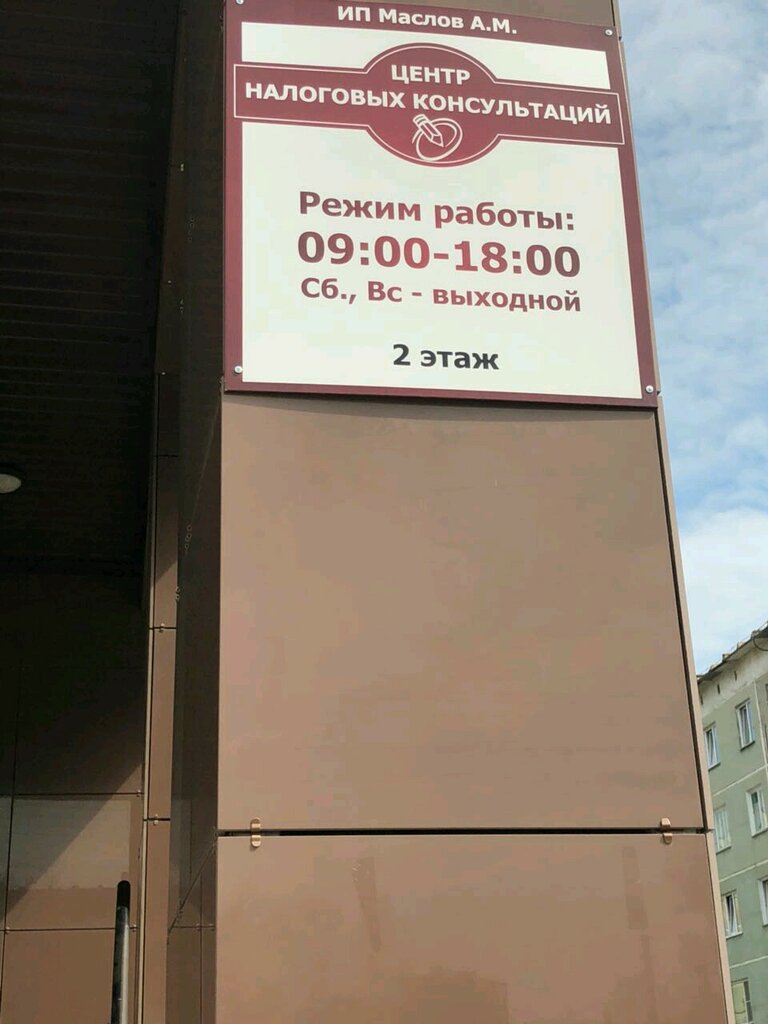 ИП Маслов А.М.
ЦЕНТР
НАЛОГОВЫХ КОНСУЛЬТАЦИЙ
Режим работы:
09:00-18:00
Сб., Вс - выходной
2 этаж